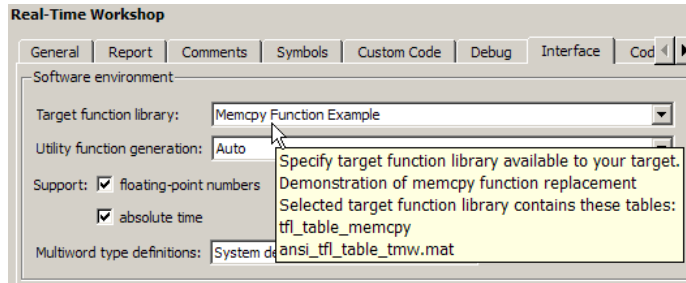 Real-Time Workshop
General Report Comments Symbols Custom Code Debug Interface Cod
Software environment
Target function library: Memcpy Function Example
Utility function generation: Auto
Specify target function library available to your target.
Demonstration of memcpy function replacement
Selected target function library contains these tables:
tfl_table_memcpy
ansi_tfl_table_tmw.mat
Support: floating-point numbers
absolute time
Multiword type definitions: System de